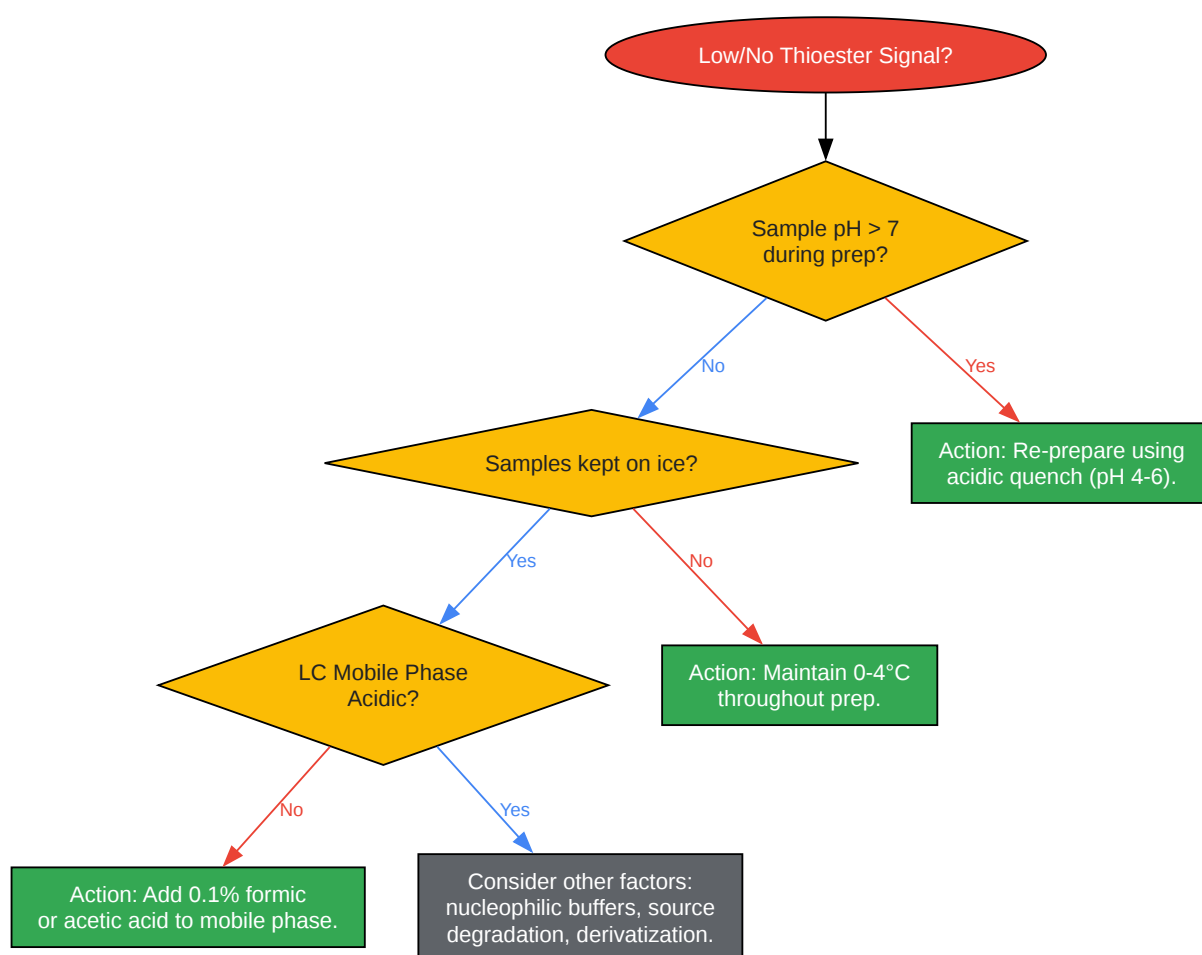 Low/No Thioester Signal?
Sample pH > 7
during prep?
No
Yes
Action: Re-prepare using
acidic quench (pH 4-6).
Samples kept on ice?
Yes
No
Action: Maintain 0-4°C
throughout prep.
LC Mobile Phase
Acidic?
No
Yes
Action: Add 0.1% formic
or acetic acid to mobile phase.
Consider other factors:
nucleophilic buffers, source
degradation, derivatization.